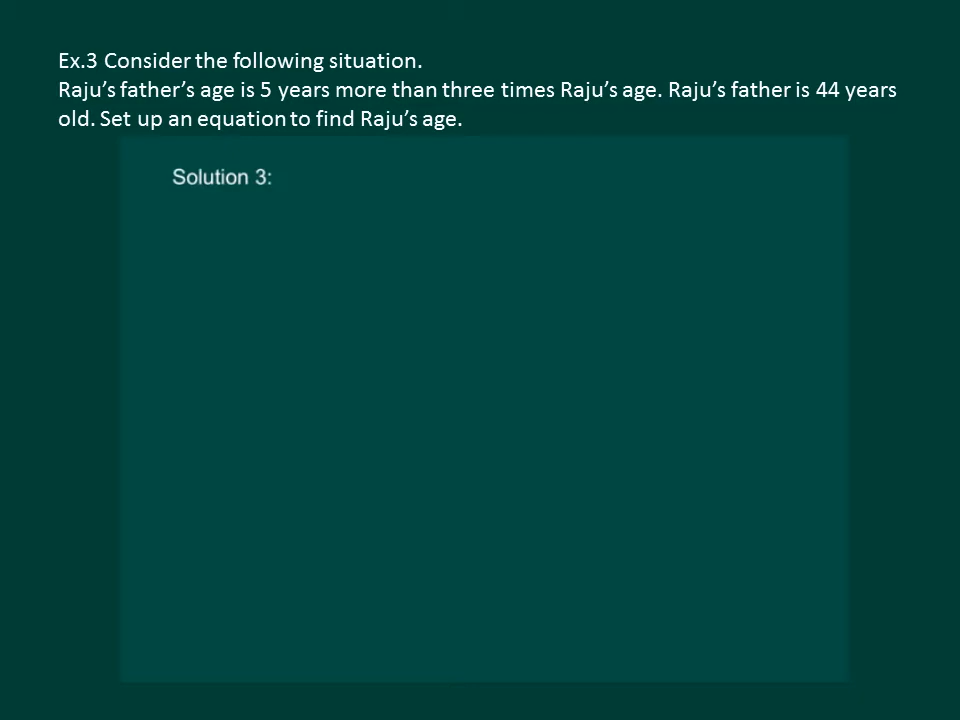 Ex.3 Consider the following situation.
Raju’s father’s age is 5 years more than three times Raju’s age. Raju’s father is 44 years
old. Set up an equation to find Raju’s age.
Solution 3: